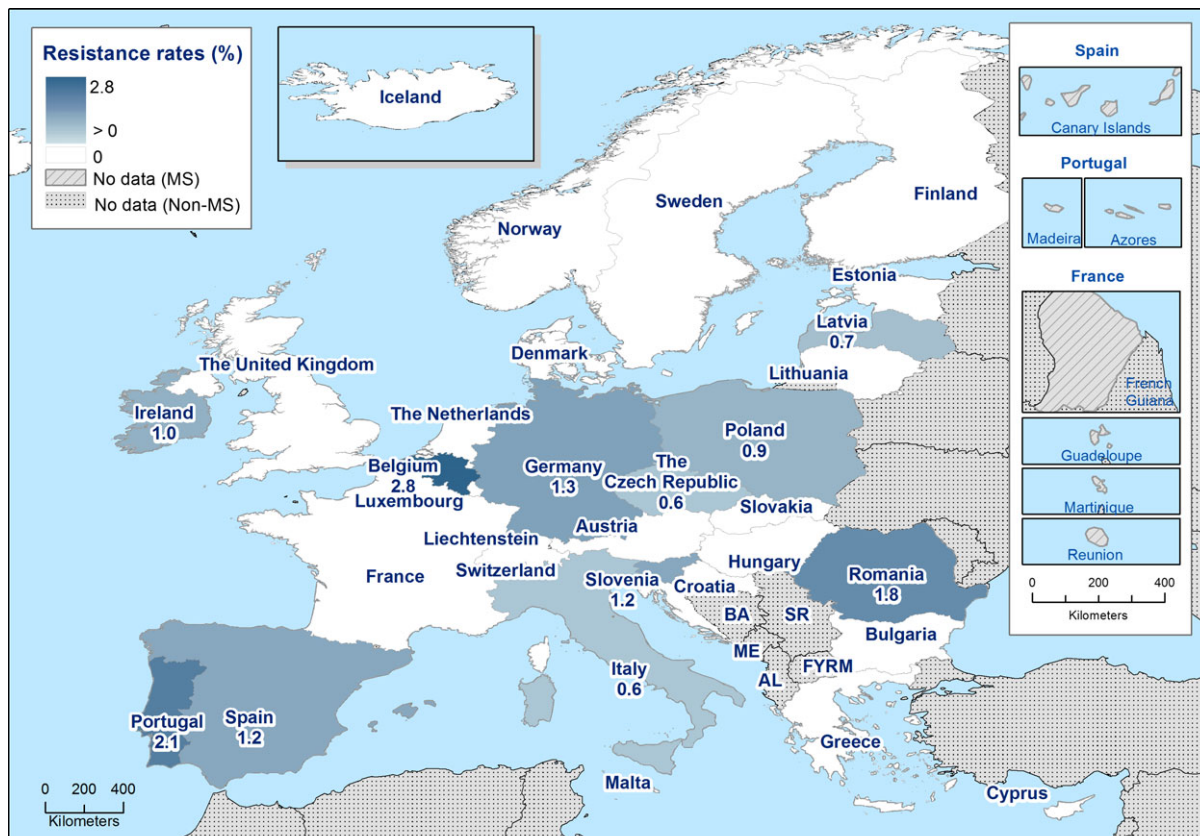 Resistance rates (%)
2.8
> 0
0
No data (MS)
No data (Non-MS)
Iceland
Norway
Sweden
Finland
Estonia
Latvia
0.7
Lithuania
Denmark
The United Kingdom
Ireland
1.0
The Netherlands
Belgium
2.8
Luxembourg
Germany
1.3
Poland
0.9
The
Czech Republic
0.6
Slovakia
Austria
Liechtenstein
Switzerland
France
Hungary
Slovenia
1.2
Croatia
Romania
1.8
BA
SR
Bulgaria
ME
FYRM
AL
Italy
0.6
Portugal
2.1
Spain
1.2
Greece
Malta
Cyprus
0 200 400
Kilometers
Spain
Canary Islands
Portugal
Madeira
Azores
France
French
Guiana
Guadeloupe
Martinique
Reunion
0 200 400
Kilometers